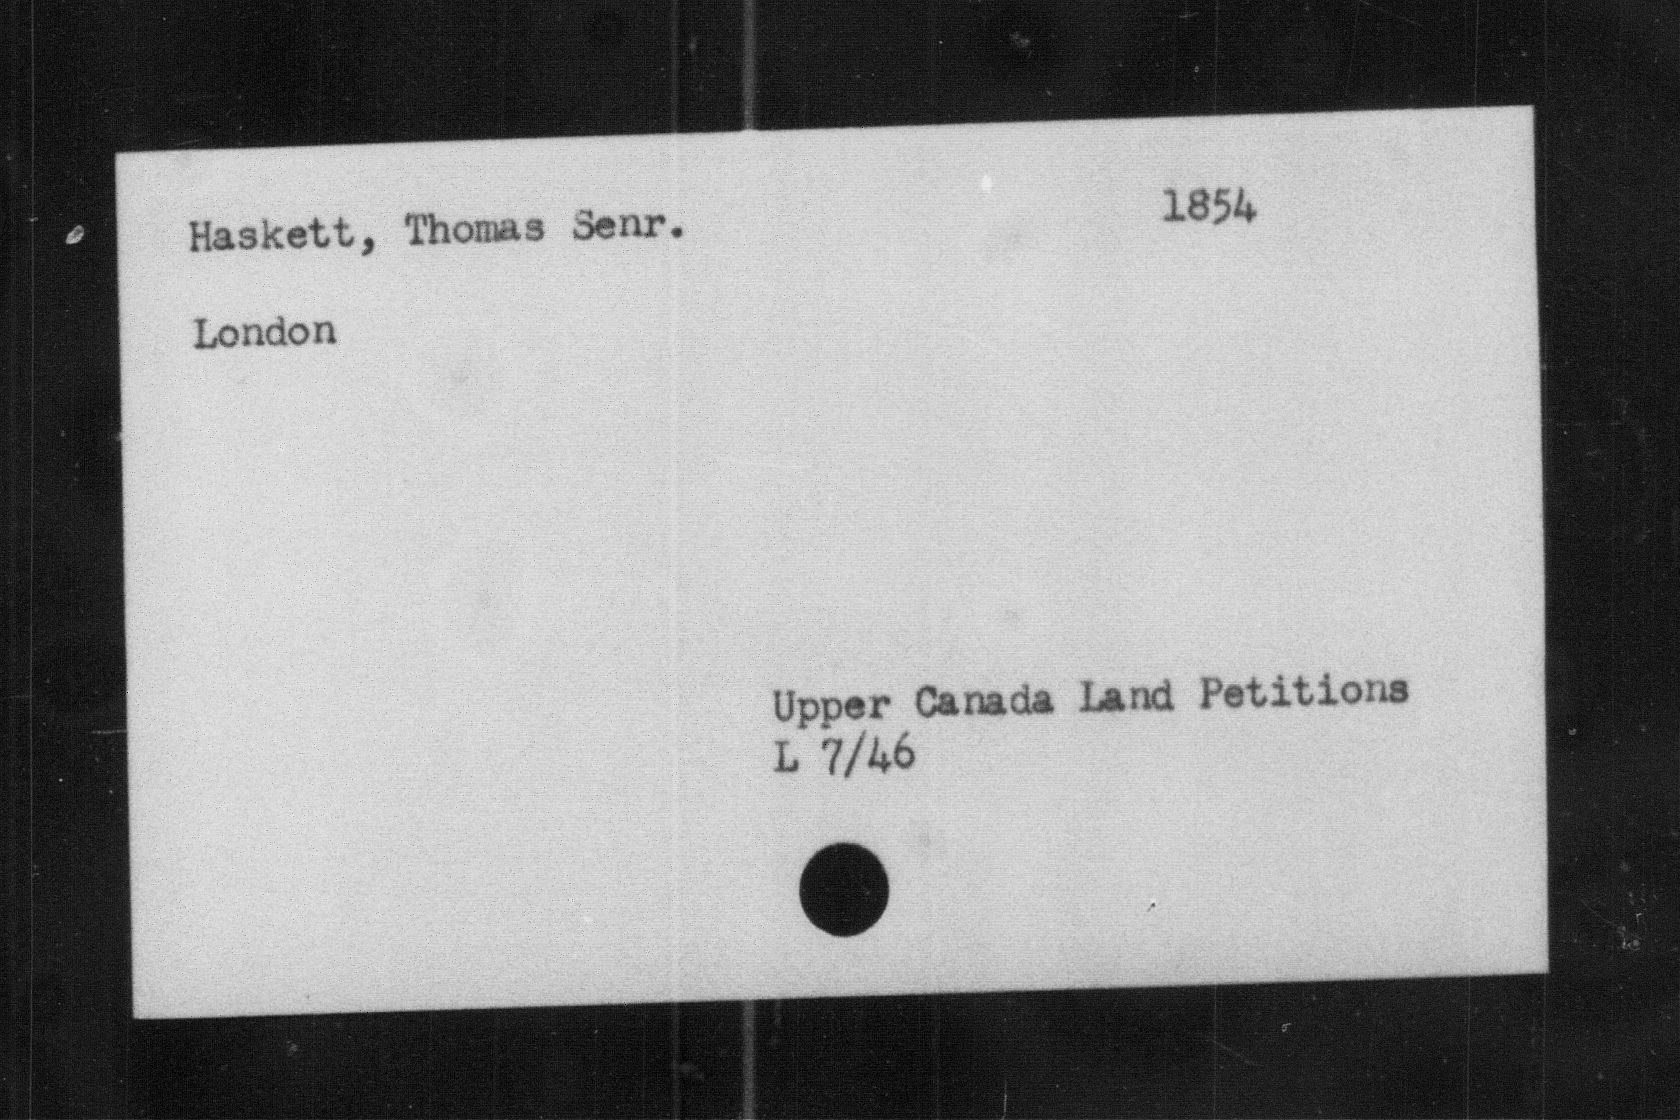 Haskett, Thomas Senr. 1854
London
Upper Canada Land Petitions
L 7/46